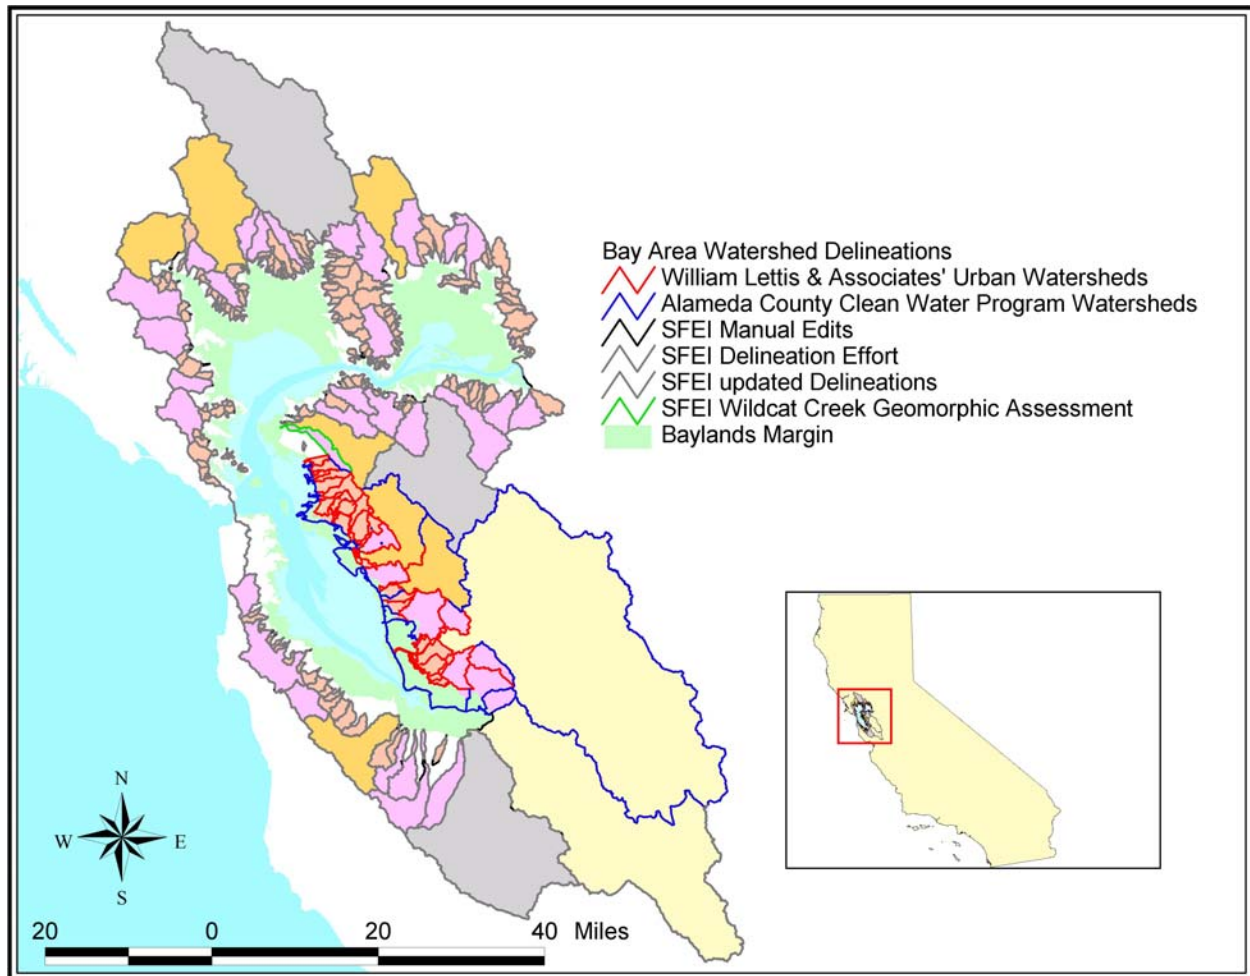 Bay Area Watershed Delineations
William Lettis & Associates' Urban Watersheds
Alameda County Clean Water Program Watersheds
SFEI Manual Edits
SFEI Delineation Effort
SFEI updated Delineations
SFEI Wildcat Creek Geomorphic Assessment
Baylands Margin
N
W E
S
20 0 20 40 Miles